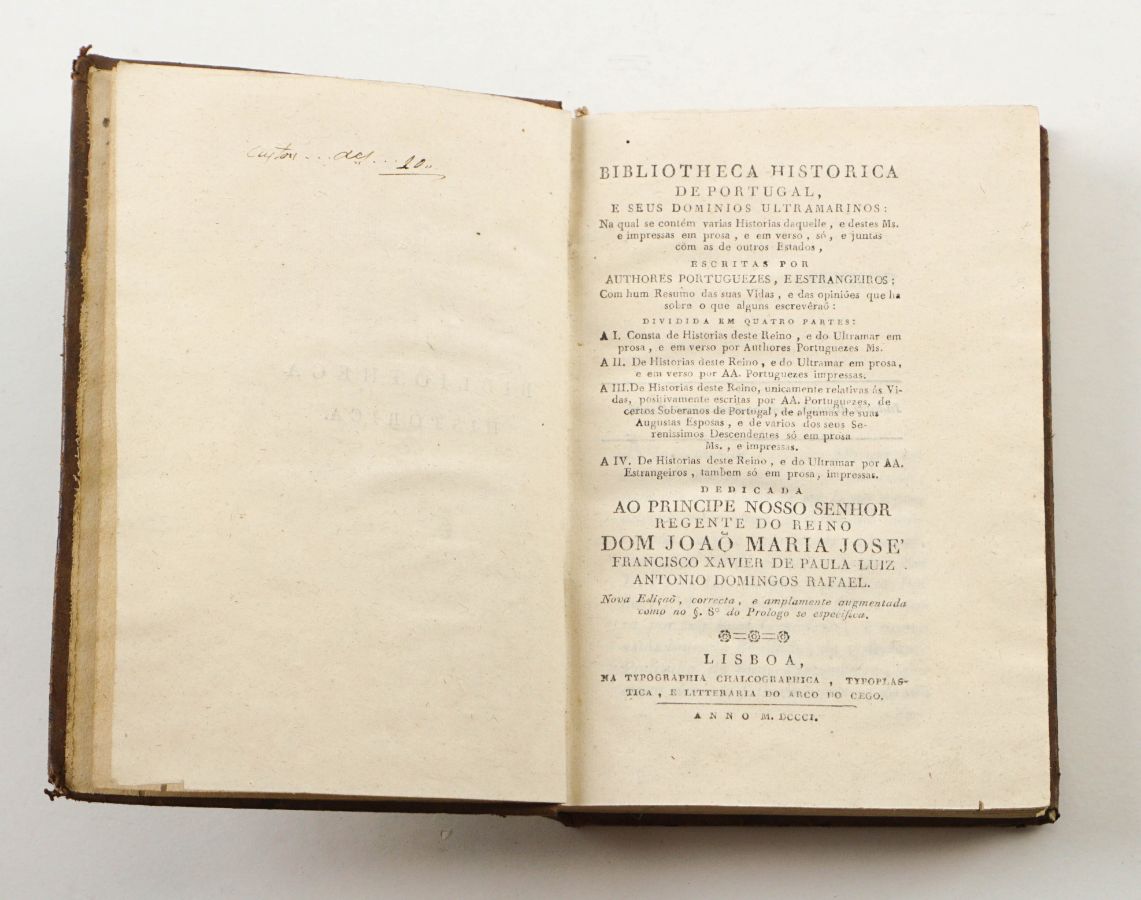 BIBLIOTHECA HISTORICA
DE PORTUGAL,
E SEUS DOMINIOS ULTRAMARINOS:
Na qual se contém varias Historias daquelle, e destes Ms.
e impressas em prosa, e em verso, só, e juntas
com as de outros Estados,
ESCRITAS POR
AUTHORES PORTUGUEZES, E ESTRANGEIROS;
Com hum Resumo das suas Vidas, e das opiniões que ha
sobre o que alguns escrevêraõ:
DIVIDIDA EM QUATRO PARTES:
A I. Consta de Historias deste Reino, e do Ultramar em
prosa, e em verso por Authores Portuguezes Ms.
A II. De Historias deste Reino, e do Ultramar em prosa,
e em verso por AA. Portuguezes impressas.
A III. De Historias deste Reino, unicamente relativas ás Vi-
das, positivamente escritas por AA. Portuguezes, de
certos Soberanos de Portugal, de algumas de suas
Augustas Esposas, e de varios dos seus Se-
renissimos Descendentes só em prosa
Ms., e impressas.
A IV. De Historias deste Reino, e do Ultramar por AA.
Estrangeiros, tambem só em prosa, impressas.
DEDICADA
AO PRINCIPE NOSSO SENHOR
REGENTE DO REINO
DOM JOAÕ MARIA JOSE'
FRANCISCO XAVIER DE PAULA LUIZ
ANTONIO DOMINGOS RAFAEL.
Nova Ediçaõ, correcta, e amplamente augmentada
como no §. 8º do Prologo se especifica.
LISBOA,
NA TYPOGRAPHIA CHALCOGRAPHICA, TYPOPLAS-
TICA, E LITTERARIA DO ARCO DO CEGO.
ANNO M. DCCCI.